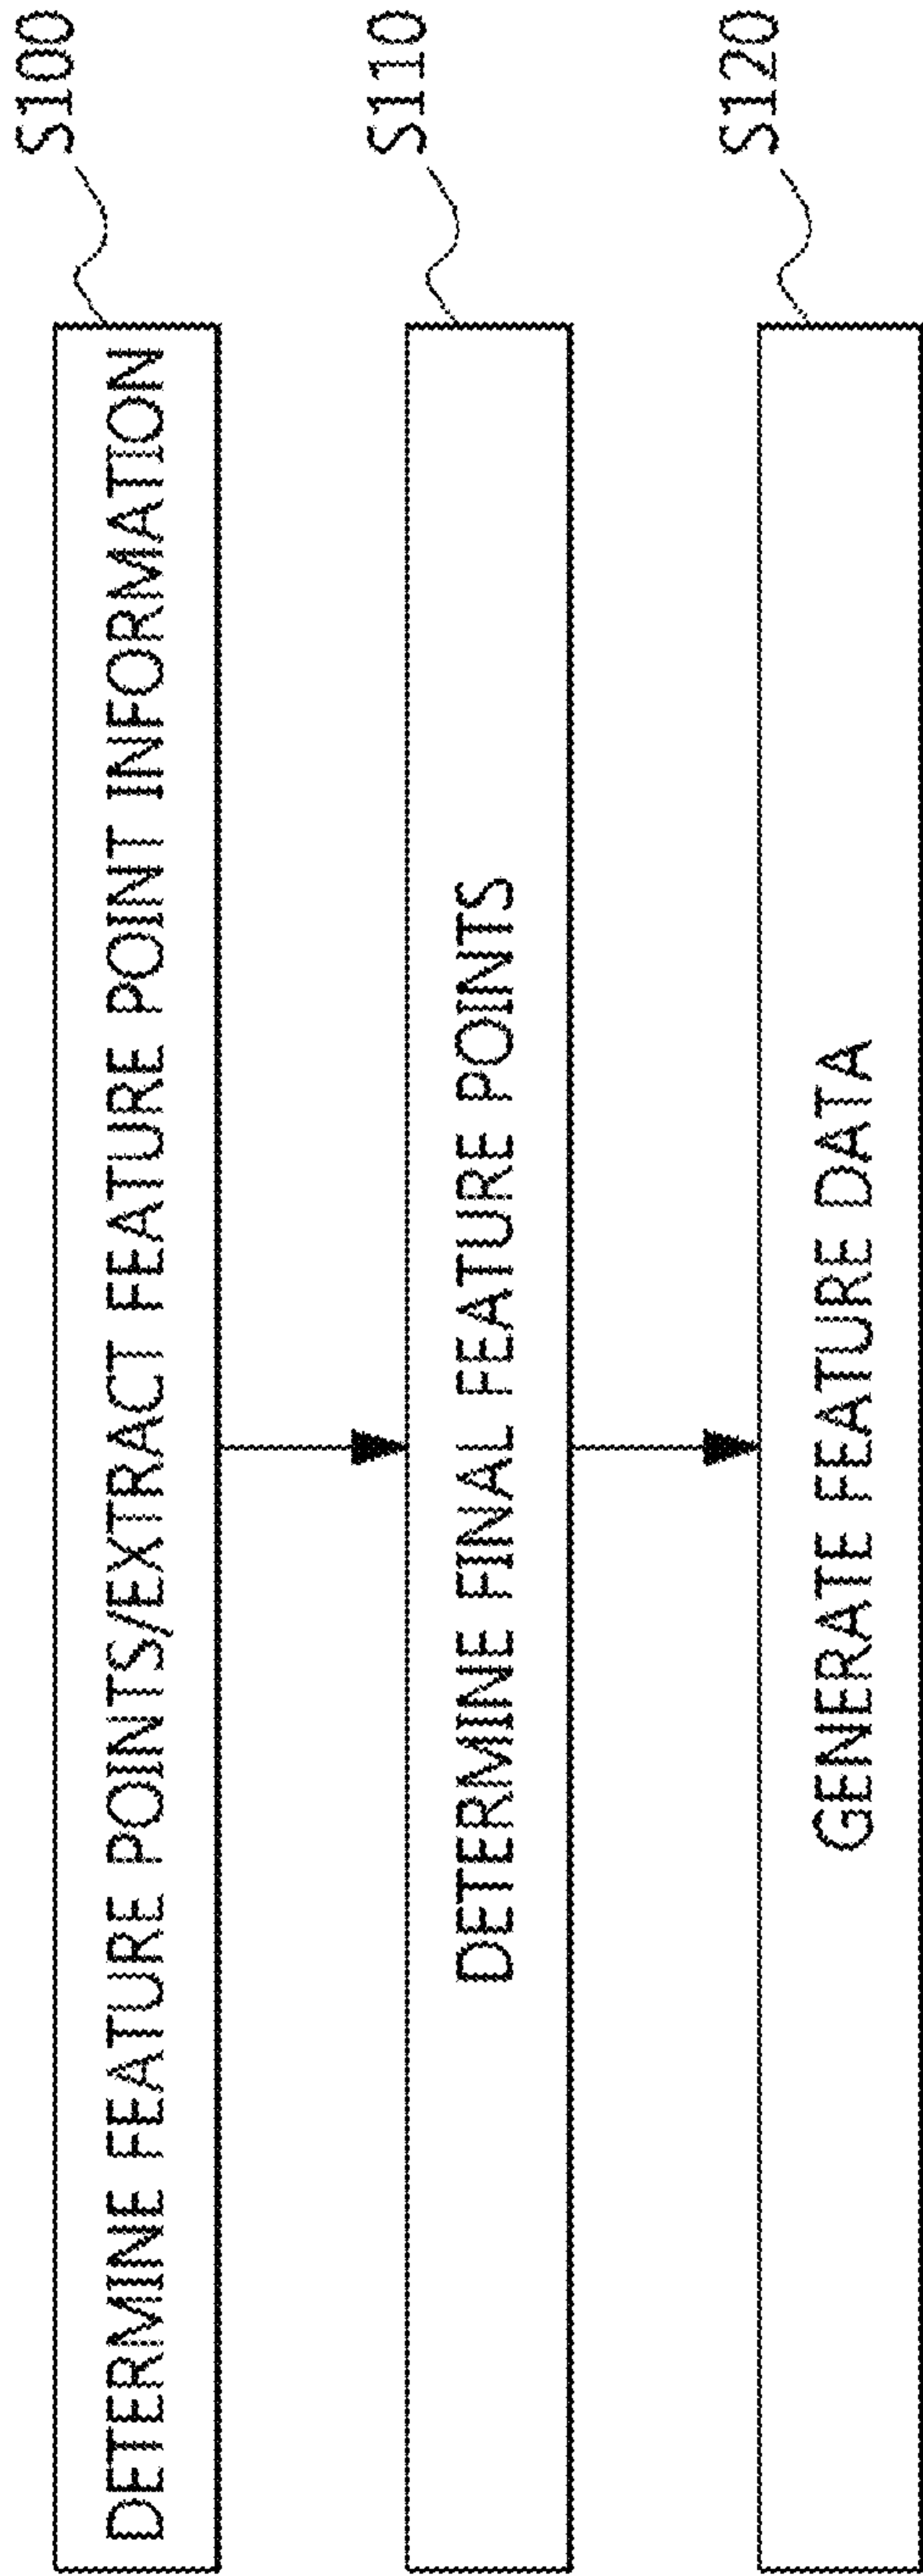 DETERMINE FEATURE POINTS/EXTRACT FEATURE POINT INFORMATION
S100
DETERMINE FINAL FEATURE POINTS
S110
GENERATE FEATURE DATA
S120